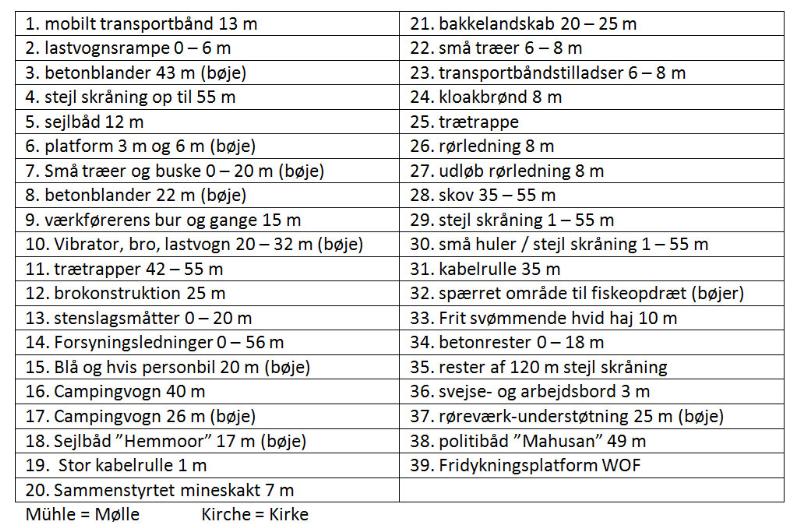 1. mobilt transportbånd 13 m
2. lastvognsrampe 0 – 6 m
3. betonblander 43 m (bøje)
4. stejl skråning op til 55 m
5. sejlbåd 12 m
6. platform 3 m og 6 m (bøje)
7. Små træer og buske 0 – 20 m (bøje)
8. betonblander 22 m (bøje)
9. værkførerens bur og gange 15 m
10. Vibrator, bro, lastvogn 20 – 32 m (bøje)
11. trætrapper 42 – 55 m
12. brokonstruktion 25 m
13. stenslagsmåtter 0 – 20 m
14. Forsyningsledninger 0 – 56 m
15. Blå og hvis personbil 20 m (bøje)
16. Campingvogn 40 m
17. Campingvogn 26 m (bøje)
18. Sejlbåd ”Hemmoor” 17 m (bøje)
19. Stor kabelrulle 1 m
20. Sammenstyrtet mineskakt 7 m
21. bakkelandskab 20 – 25 m
22. små træer 6 – 8 m
23. transportbåndstilladser 6 – 8 m
24. kloakbrønd 8 m
25. trætrappe
26. rørledning 8 m
27. udløb rørledning 8 m
28. skov 35 – 55 m
29. stejl skråning 1 – 55 m
30. små huler / stejl skråning 1 – 55 m
31. kabelrulle 35 m
32. spærret område til fiskeopdræt (bøjer)
33. Frit svømmende hvid haj 10 m
34. betonrester 0 – 18 m
35. rester af 120 m stejl skråning
36. svejse- og arbejdsbord 3 m
37. røreværk-understøtning 25 m (bøje)
38. politibåd ”Mahusan” 49 m
39. Fridykningsplatform WOF
Mühle = Mølle Kirche = Kirke